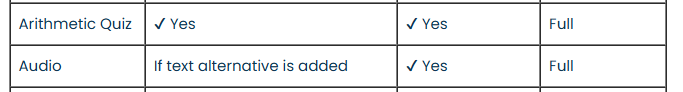 Arithmetic Quiz ✓ Yes ✓ Yes Full
Audio If text alternative is added ✓ Yes Full